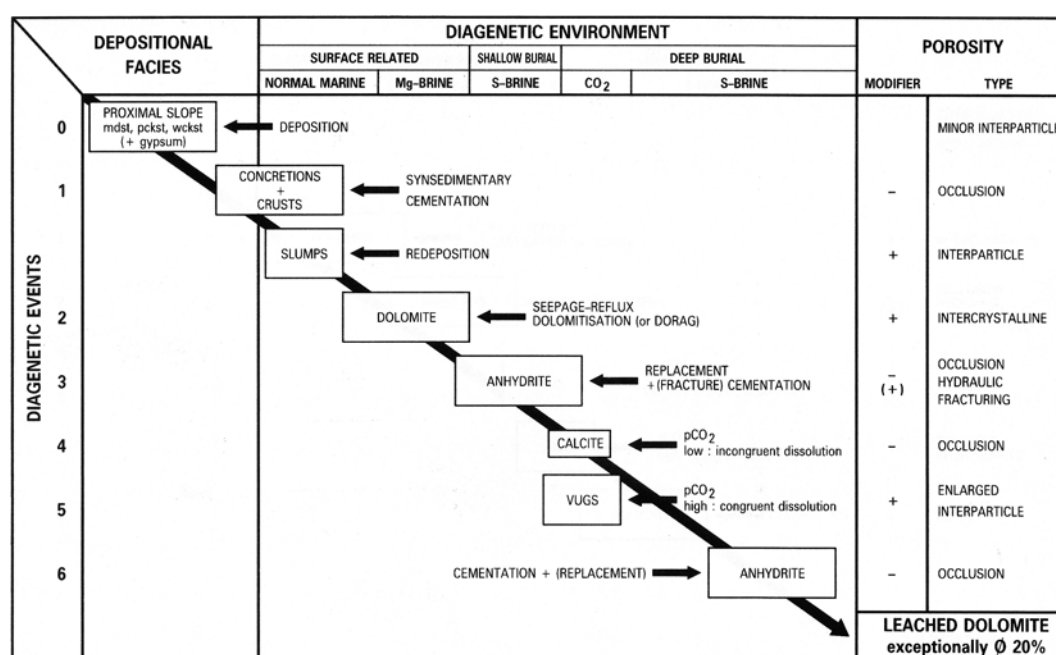 DEPOSITIONAL
FACIES
DIAGENETIC ENVIRONMENT
SURFACE RELATED
SHALLOW BURIAL
DEEP BURIAL
NORMAL MARINE
Mg–BRINE
S–BRINE
CO2
S–BRINE
POROSITY
MODIFIER
TYPE
DIAGENETIC EVENTS
0
PROXIMAL SLOPE
mdst, pckst, wckst
(+ gypsum)
DEPOSITION
MINOR INTERPARTICLE
1
CONCRETIONS
+
CRUSTS
SYNSEDIMENTARY
CEMENTATION
–
OCCLUSION
SLUMPS
REDEPOSITION
+
INTERPARTICLE
2
DOLOMITE
SEEPAGE–REFLUX
DOLOMITISATION (or DORAG)
+
INTERCRYSTALLINE
3
ANHYDRITE
REPLACEMENT
+(FRACTURE) CEMENTATION
–
(+)
OCCLUSION
HYDRAULIC
FRACTURING
4
CALCITE
pCO2
low : incongruent dissolution
–
OCCLUSION
5
VUGS
pCO2
high : congruent dissolution
+
ENLARGED
INTERPARTICLE
6
CEMENTATION + (REPLACEMENT)
ANHYDRITE
–
OCCLUSION
LEACHED DOLOMITE
exceptionally Ø 20%